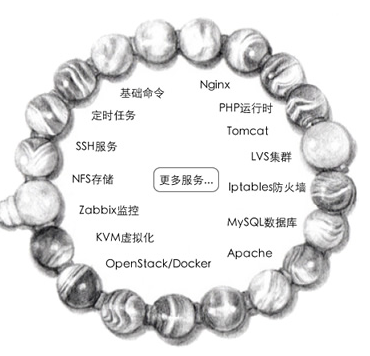 基础命令
Nginx
定时任务
PHP运行时
Tomcat
SSH服务
LVS集群
NFS存储
更多服务...
Iptables防火墙
Zabbix监控
MySQL数据库
KVM虚拟化
Apache
OpenStack/Docker